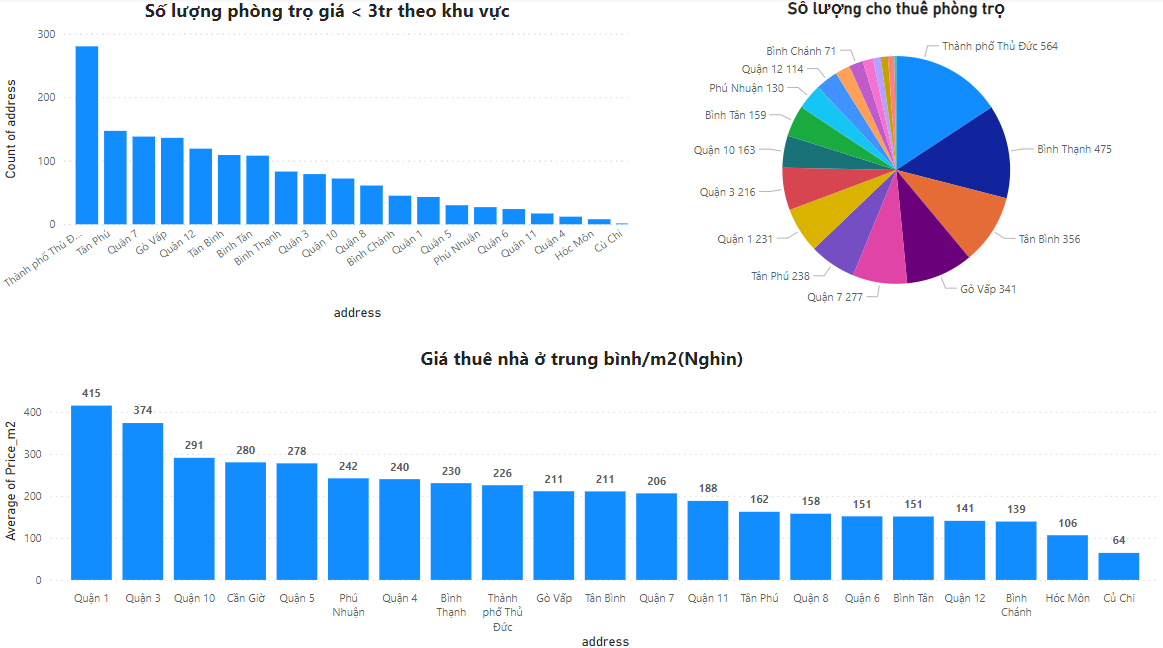 Số lượng phòng trọ giá < 3tr theo khu vực
Count of address
300
200
100
0
Thành phố Thủ Đ...
Tân Phú
Quận 7
Gò Vấp
Quận 12
Tân Bình
Bình Tân
Bình Thạnh
Quận 3
Quận 10
Quận 8
Bình Chánh
Quận 1
Quận 5
Phú Nhuận
Quận 6
Quận 11
Quận 4
Hóc Môn
Củ Chi
address
Số lượng cho thuê phòng trọ
Thành phố Thủ Đức 564
Bình Thạnh 475
Tân Bình 356
Gò Vấp 341
Quận 7 277
Tân Phú 238
Quận 1 231
Quận 3 216
Quận 10 163
Bình Tân 159
Phú Nhuận 130
Quận 12 114
Bình Chánh 71
Giá thuê nhà ở trung bình/m2(Nghìn)
Average of Price_m2
400
300
200
100
0
415 374 291 280 278 242 240 230 226 211 211 206 188 162 158 151 151 141 139 106 64
Quận 1 Quận 3 Quận 10 Cần Giờ Quận 5 Phú Quận 4 Bình Thành Gò Vấp Tân Bình Quận 7 Quận 11 Tân Phú Quận 8 Quận 6 Bình Tân Quận 12 Bình Hóc Môn Củ Chi
Nhuận Thạnh phố Thủ Chánh
Đức
address